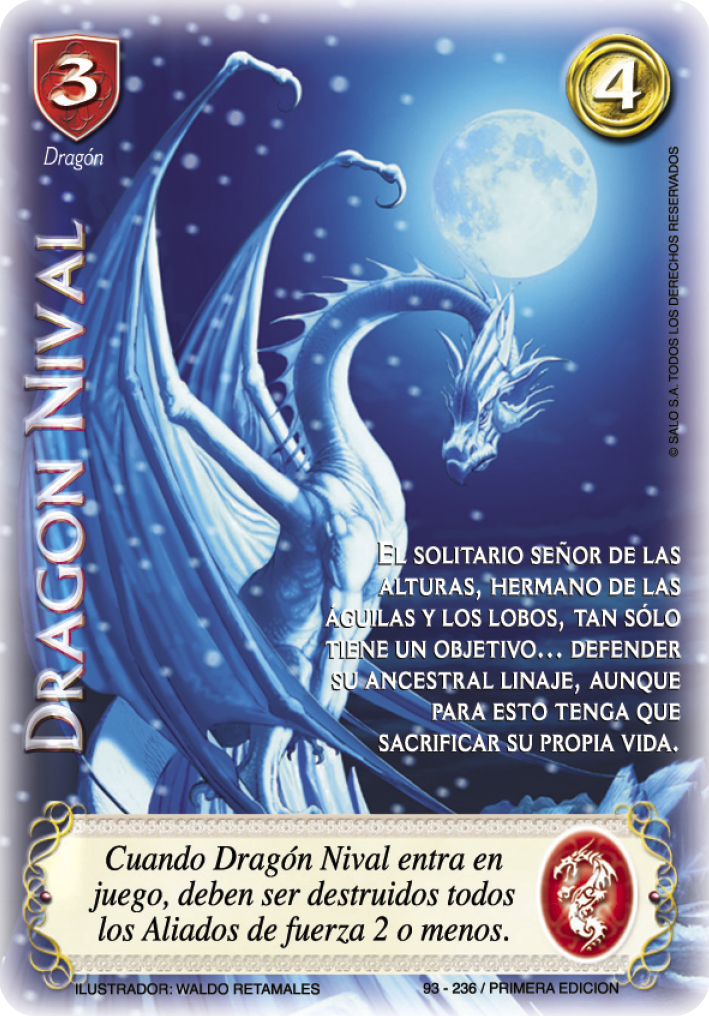 3
4
Dragón
DRAGON NIVAL
© SALO S.A. TODOS LOS DERECHOS RESERVADOS
EL SOLITARIO SEÑOR DE LAS
ALTURAS, HERMANO DE LAS
ÁGUILAS Y LOS LOBOS, TAN SÓLO
TIENE UN OBJETIVO... DEFENDER
SU ANCESTRAL LINAJE, AUNQUE
PARA ESTO TENGA QUE
SACRIFICAR SU PROPIA VIDA.
Cuando Dragón Nival entra en
juego, deben ser destruidos todos
los Aliados de fuerza 2 o menos.
ILUSTRADOR: WALDO RETAMALES
93 - 236 / PRIMERA EDICION